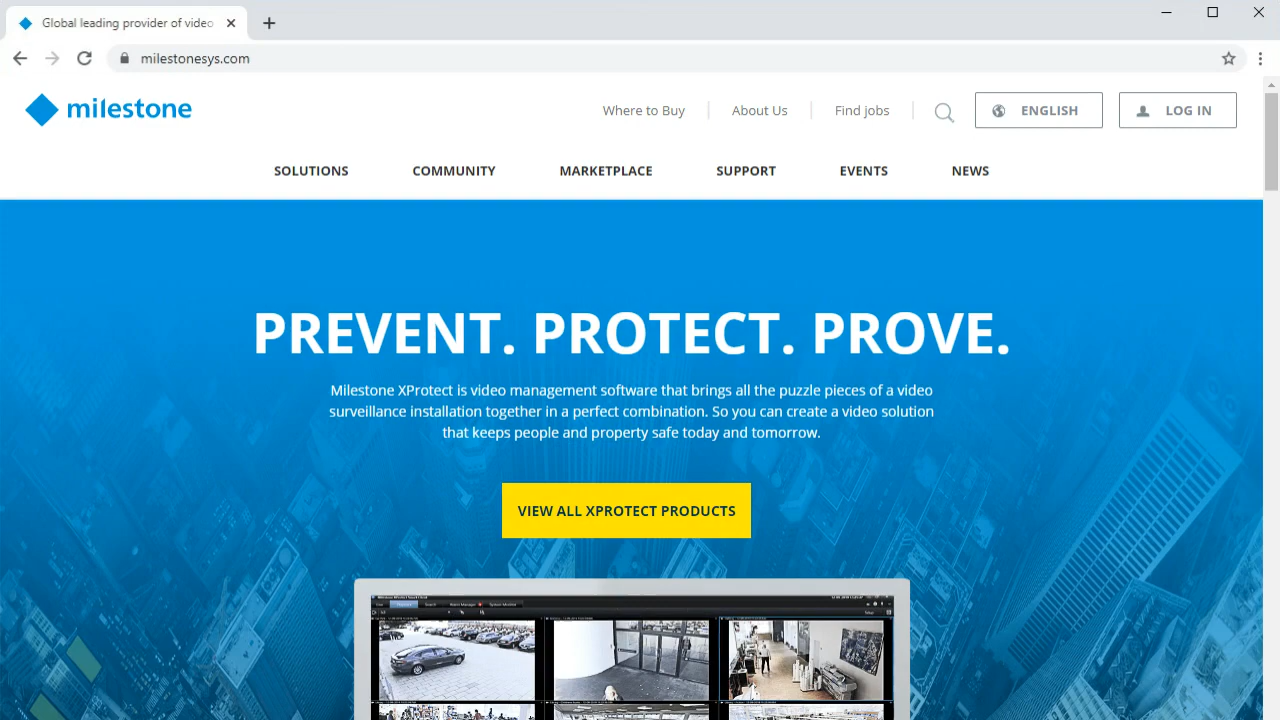 Global leading provider of video
milestonesys.com
milestone
Where to Buy
About Us
Find jobs
ENGLISH
LOG IN
SOLUTIONS
COMMUNITY
MARKETPLACE
SUPPORT
EVENTS
NEWS
PREVENT. PROTECT. PROVE.
Milestone XProtect is video management software that brings all the puzzle pieces of a video
surveillance installation together in a perfect combination. So you can create a video solution
that keeps people and property safe today and tomorrow.
VIEW ALL XPROTECT PRODUCTS